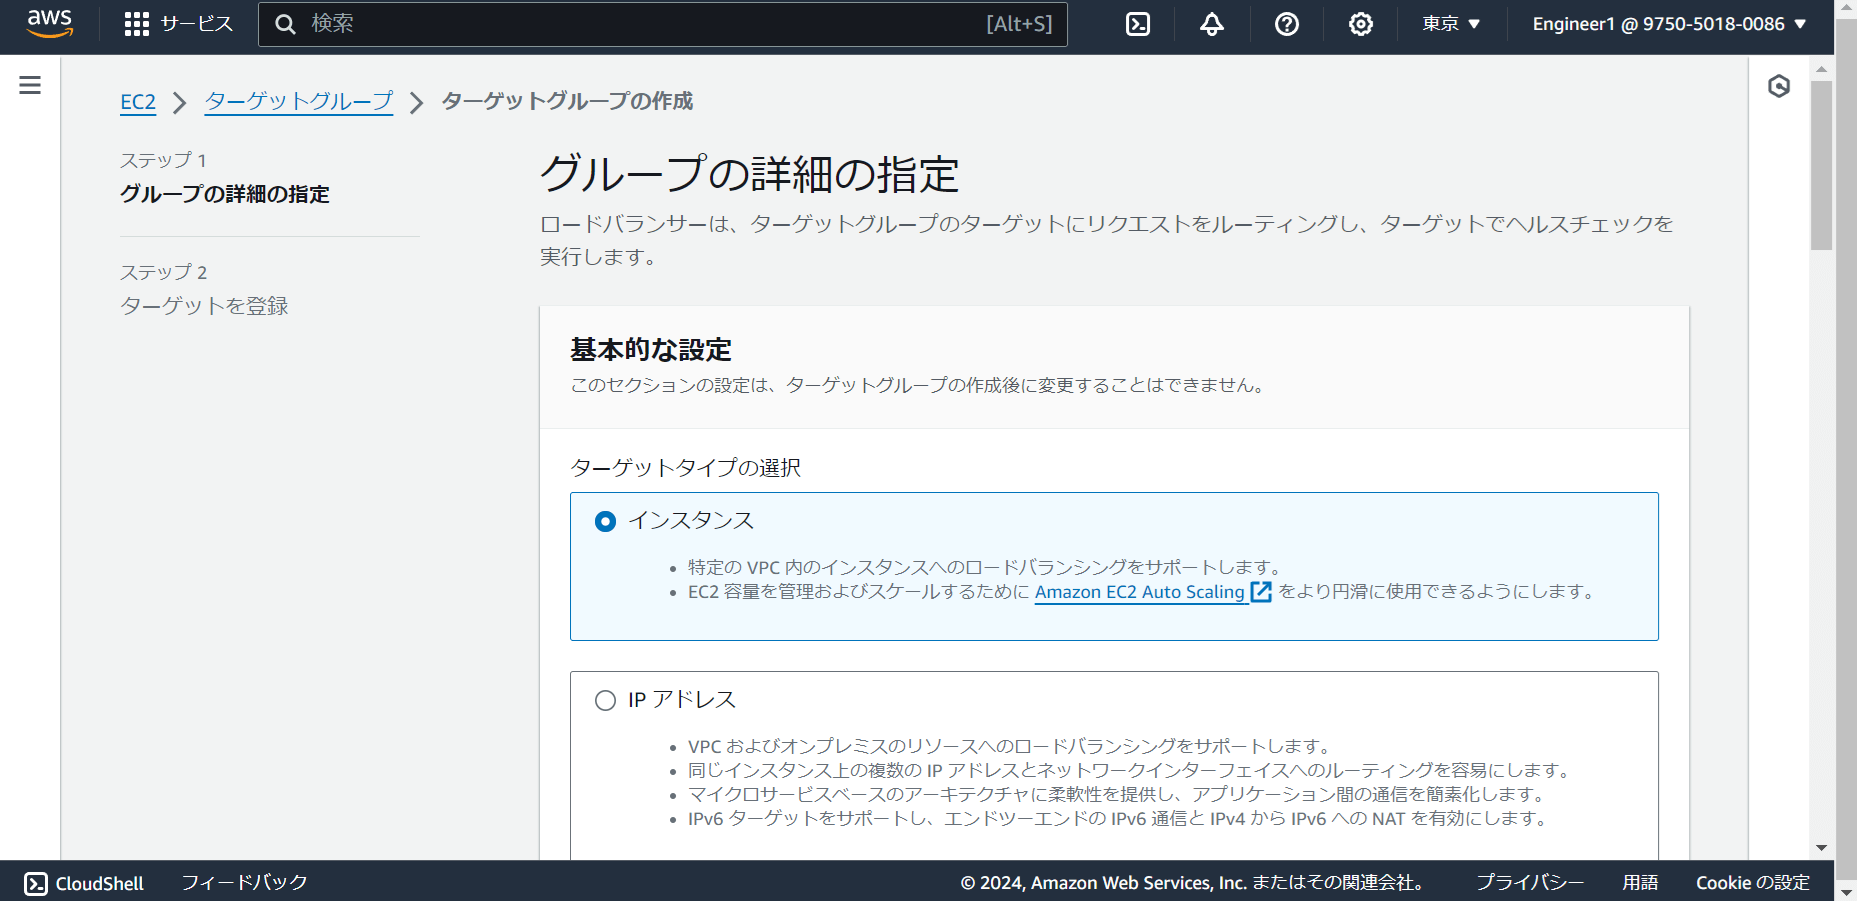 aws
サービス
検索
[Alt+S]
東京
Engineer1 @ 9750-5018-0086
EC2
ターゲットグループ
ターゲットグループの作成
ステップ 1
グループの詳細の指定
ステップ 2
ターゲットを登録
グループの詳細の指定
ロードバランサーは、ターゲットグループのターゲットにリクエストをルーティングし、ターゲットでヘルスチェックを
実行します。
基本的な設定
このセクションの設定は、ターゲットグループの作成後に変更することはできません。
ターゲットタイプの選択
インスタンス
特定の VPC 内のインスタンスへのロードバランシングをサポートします。
EC2 容量を管理およびスケールするために Amazon EC2 Auto Scaling をより円滑に使用できるようにします。
IP アドレス
VPC およびオンプレミスのリソースへのロードバランシングをサポートします。
同じインスタンス上の複数の IP アドレスとネットワークインターフェイスへのルーティングを容易にします。
マイクロサービスベースのアーキテクチャに柔軟性を提供し、アプリケーション間の通信を簡素化します。
IPv6 ターゲットをサポートし、エンドツーエンドの IPv6 通信と IPv4 から IPv6 への NAT を有効にします。
CloudShell
フィードバック
© 2024, Amazon Web Services, Inc. またはその関連会社。
プライバシー
用語
Cookie の設定